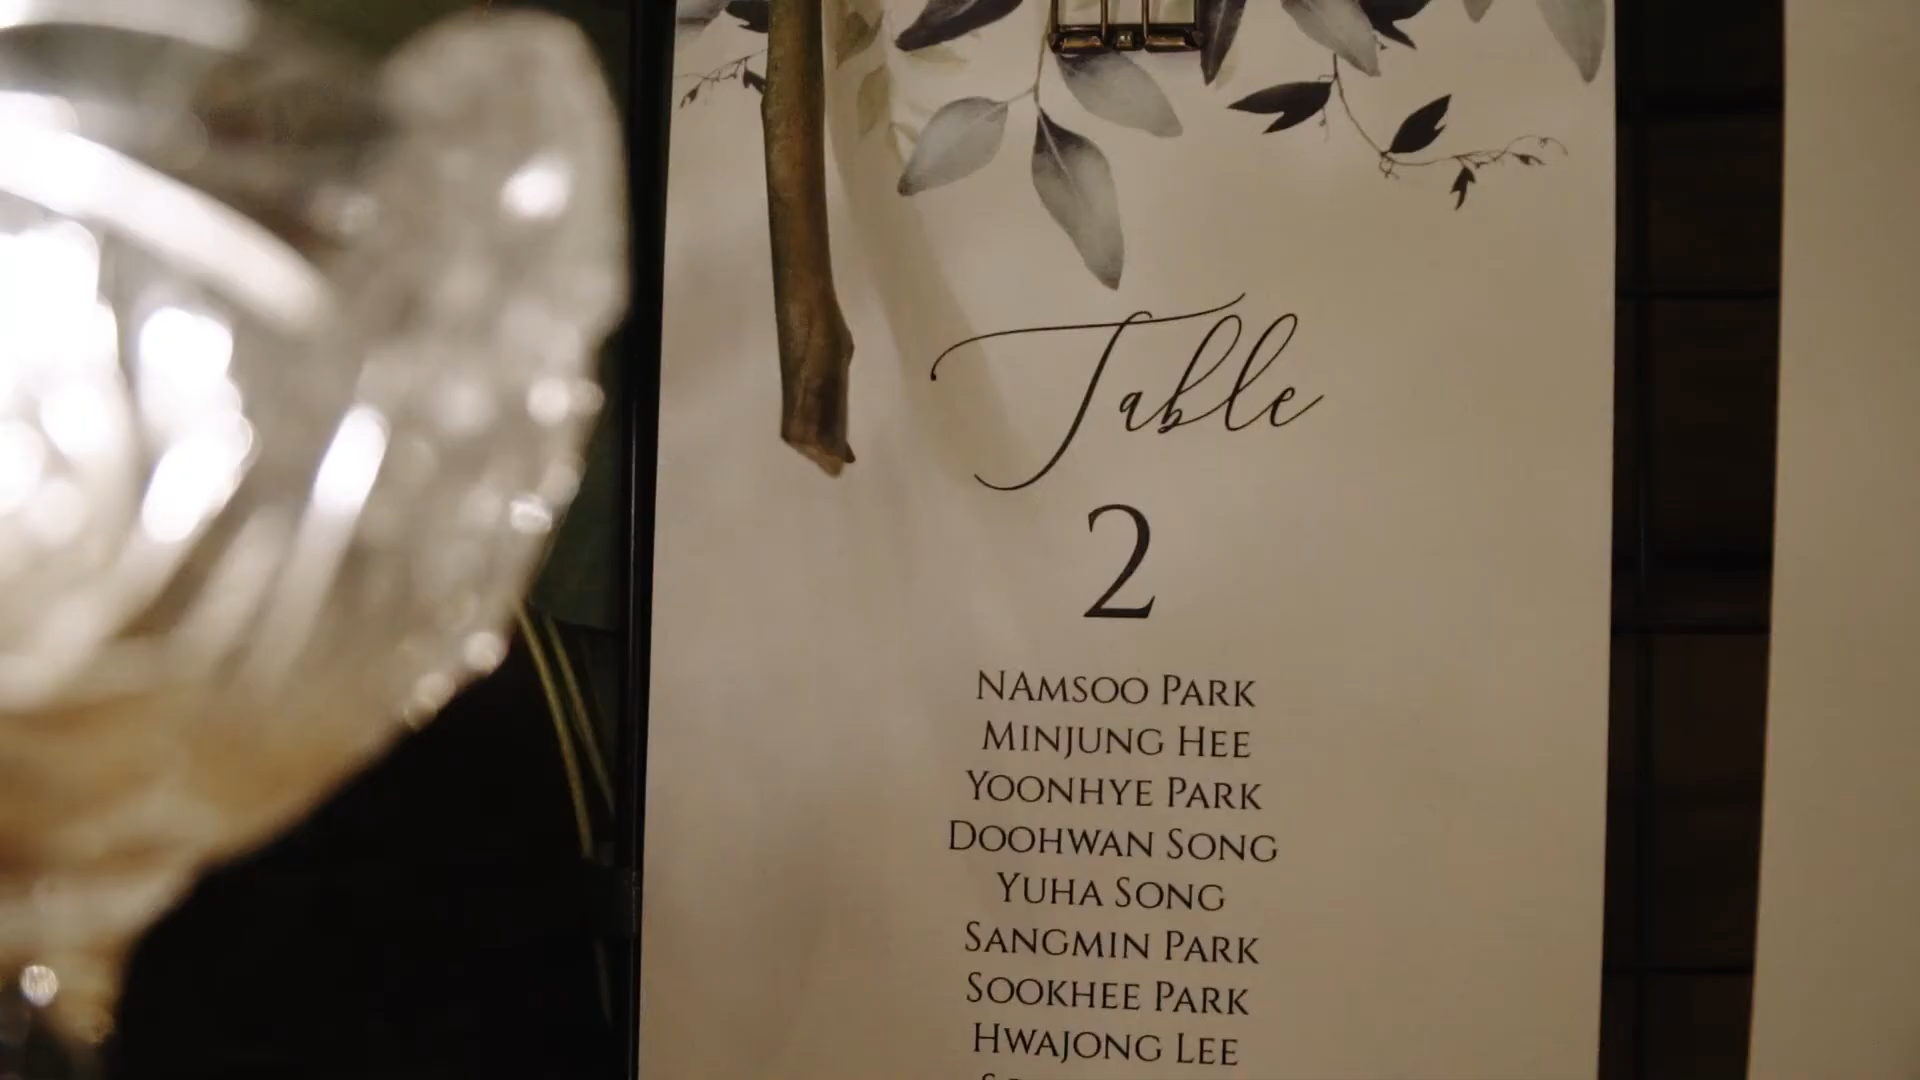 Table
2
NAMSOO PARK
MINJUNG HEE
YOONHYE PARK
DOOHWAN SONG
YUHA SONG
SANGMIN PARK
SOOKHEE PARK
HWAJONG LEE